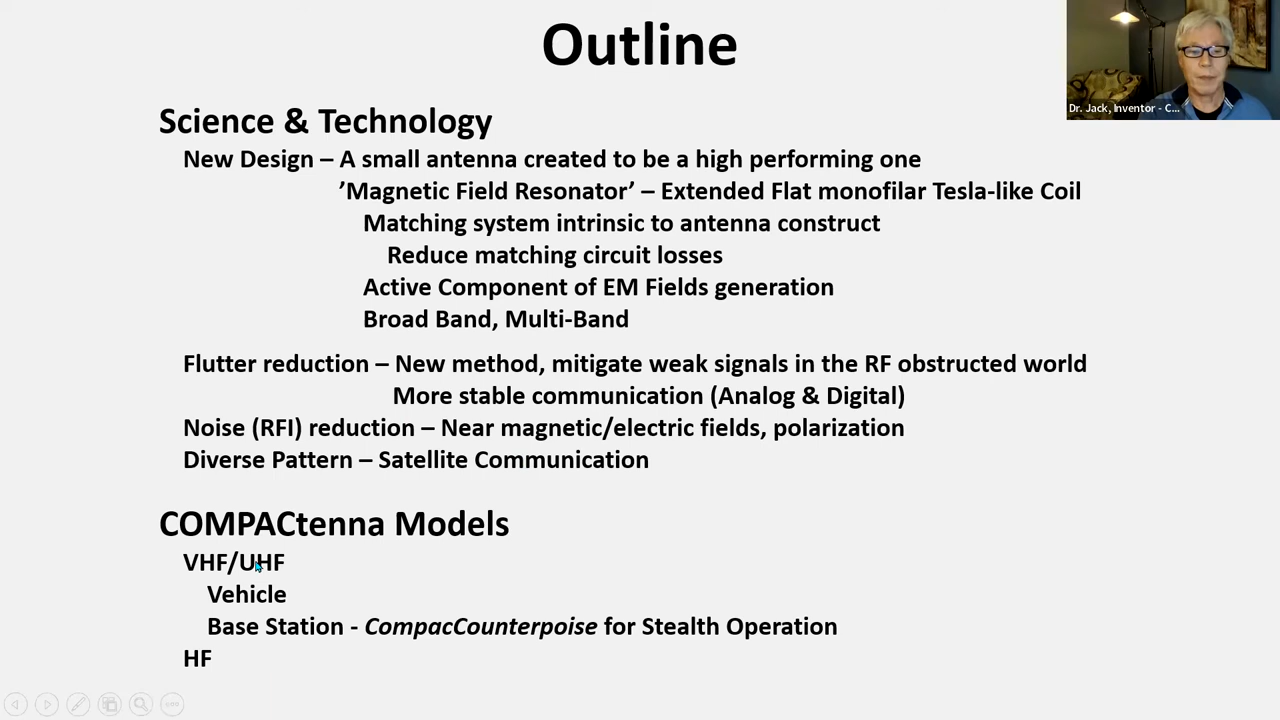 Outline
Dr. Jack, Inventor - C...
Science & Technology
New Design – A small antenna created to be a high performing one
’Magnetic Field Resonator’ – Extended Flat monofilar Tesla-like Coil
Matching system intrinsic to antenna construct
Reduce matching circuit losses
Active Component of EM Fields generation
Broad Band, Multi-Band
Flutter reduction – New method, mitigate weak signals in the RF obstructed world
More stable communication (Analog & Digital)
Noise (RFI) reduction – Near magnetic/electric fields, polarization
Diverse Pattern – Satellite Communication
COMPACtenna Models
VHF/UHF
Vehicle
Base Station - CompacCounterpoise for Stealth Operation
HF